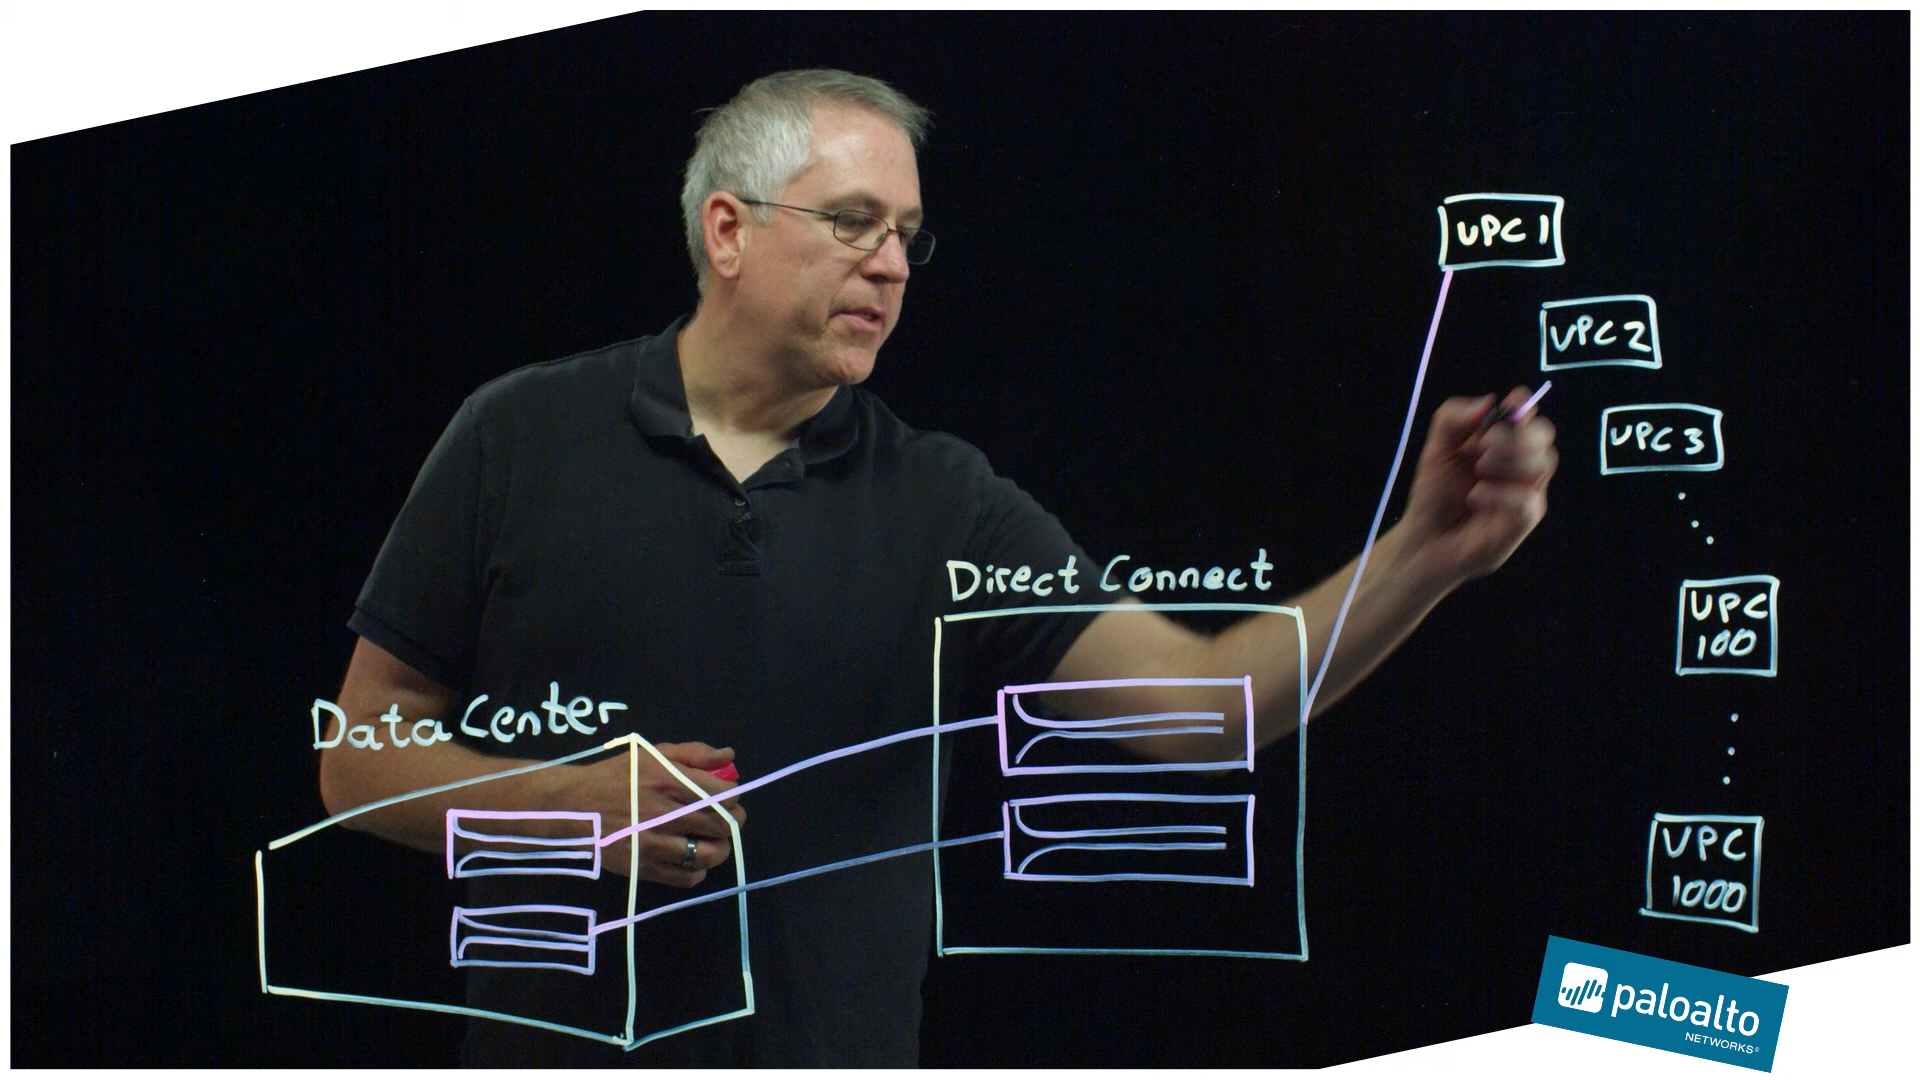 VPC 1
VPC 2
VPC 3
Direct Connect
Data Center
VPC
100
VPC
1000
paloalto
NETWORKS®